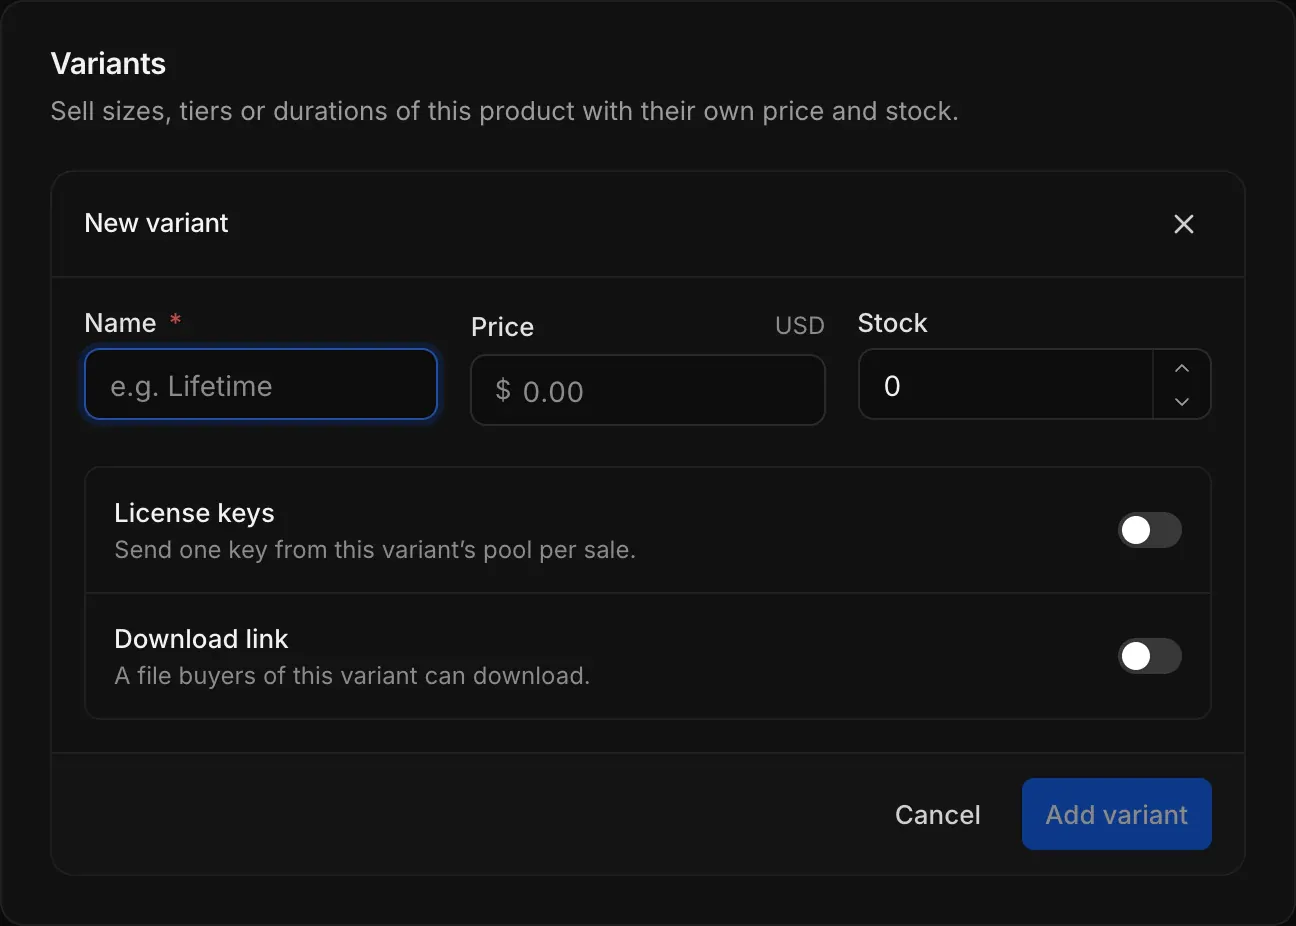 Variants
Sell sizes, tiers or durations of this product with their own price and stock.
New variant
Name *
Price USD
Stock
e.g. Lifetime
$ 0.00
0
License keys
Send one key from this variant’s pool per sale.
Download link
A file buyers of this variant can download.
Cancel
Add variant